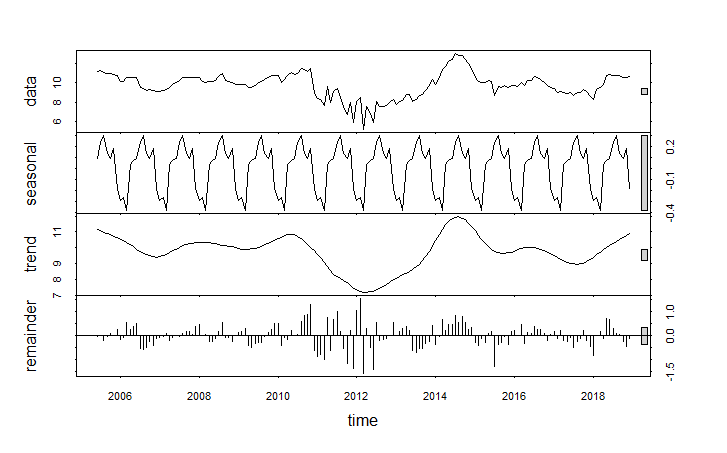 data
6 8 10
seasonal
-0.4 -0.1 0.2
trend
7 8 9 11
remainder
-1.5 0.0 1.0
2006 2008 2010 2012 2014 2016 2018
time